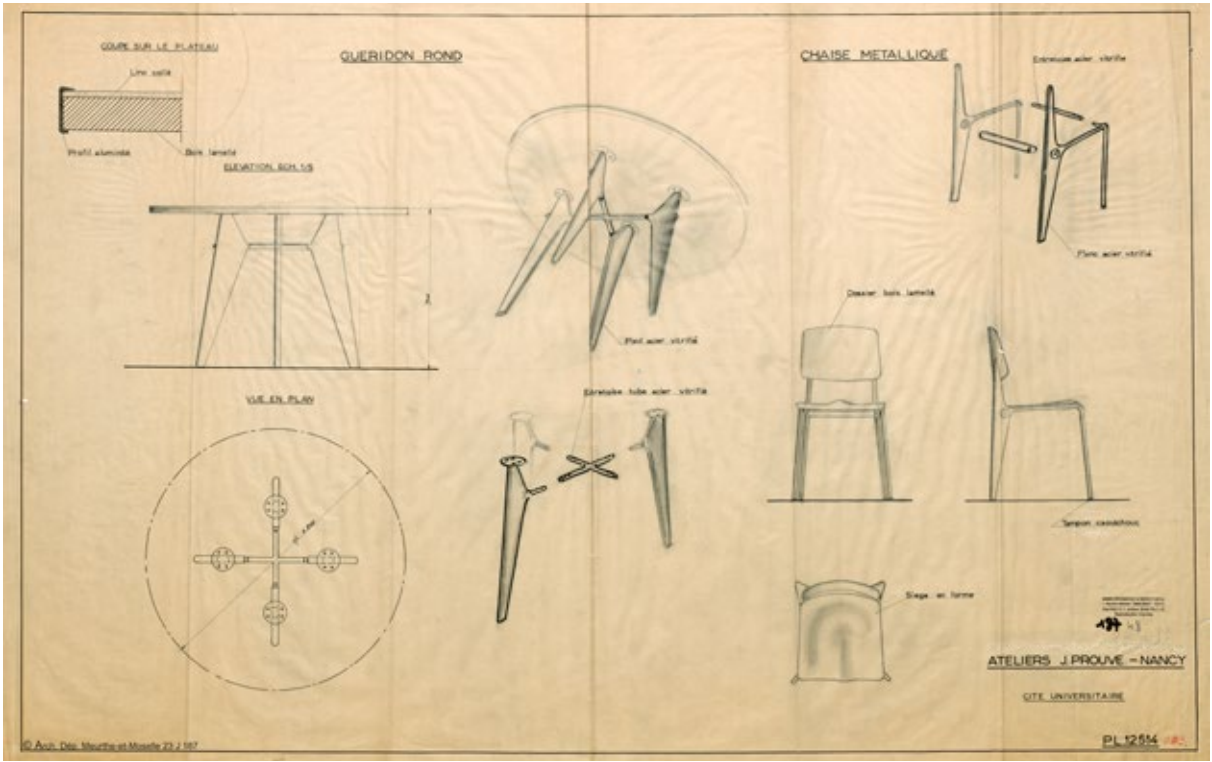 COUPE SUR LE PLATEAU
Lino collé
Profil aluminité
Bois lamellé
ELEVATION ECH. 1/5
VUE EN PLAN
GUERIDON ROND
Pied acier vitrifié
Entretoise tube acier vitrifié
CHAISE METALLIQUE
Entretoise acier vitrifié
Flanc acier vitrifié
Dossier bois lamellé
Tampon caoutchouc
Siege en forme
ATELIERS J. PROUVE - NANCY
CITE UNIVERSITAIRE
PL.12514
© Arch. Dép. Meurthe-et-Moselle 23 J 187